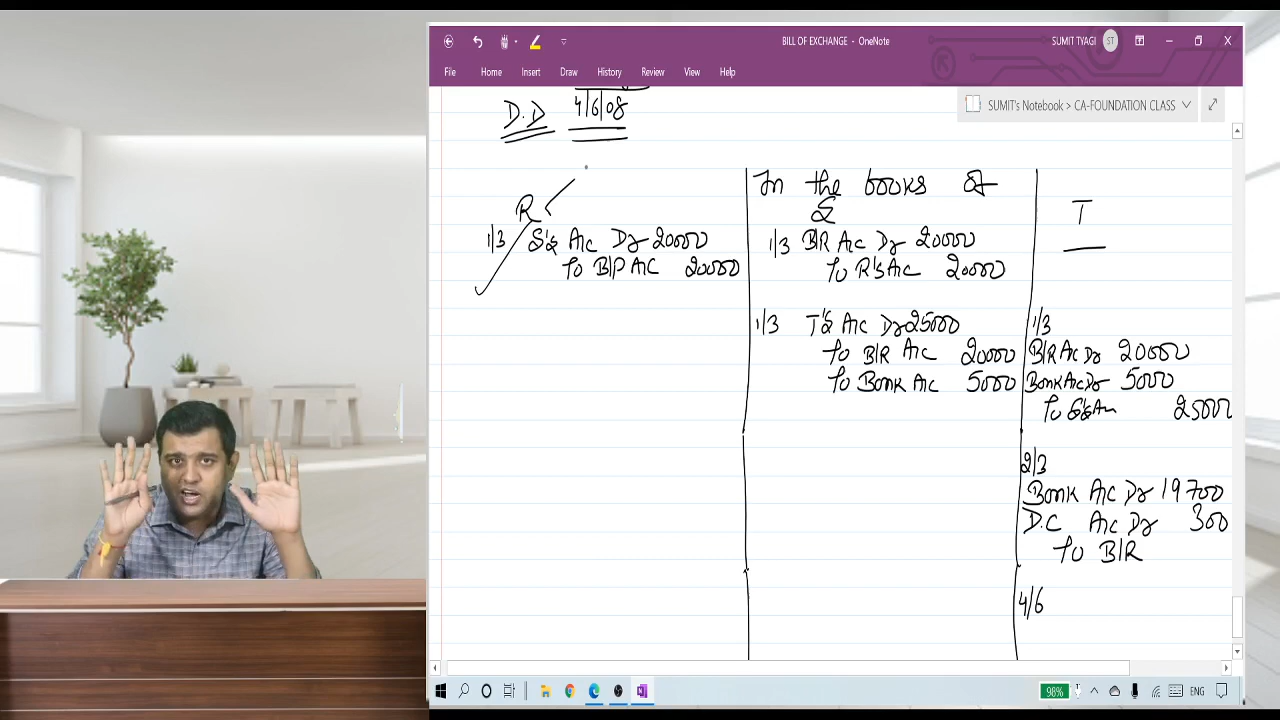 BILL OF EXCHANGE - OneNote
SUMIT TYAGI ST
File Home Insert Draw History Review View Help
SUMIT's Notebook > CA-FOUNDATION CLASS
D.D 4/6/08
In the books of
R
S
T
1/3 S's A/c Dr 20000
To B/P A/C 20000
1/3 B/R A/c Dr 20000
To R's A/c 20000
1/3 T's A/c Dr 25000
To B/R A/c 20000
To Bank A/c 5000
1/3
B/R A/c Dr 20000
Bank A/c Dr 5000
To S's A/c 25000
2/3
Bank A/c Dr 19700
D.C A/c Dr 300
To B/R
4/6
98%
ENG